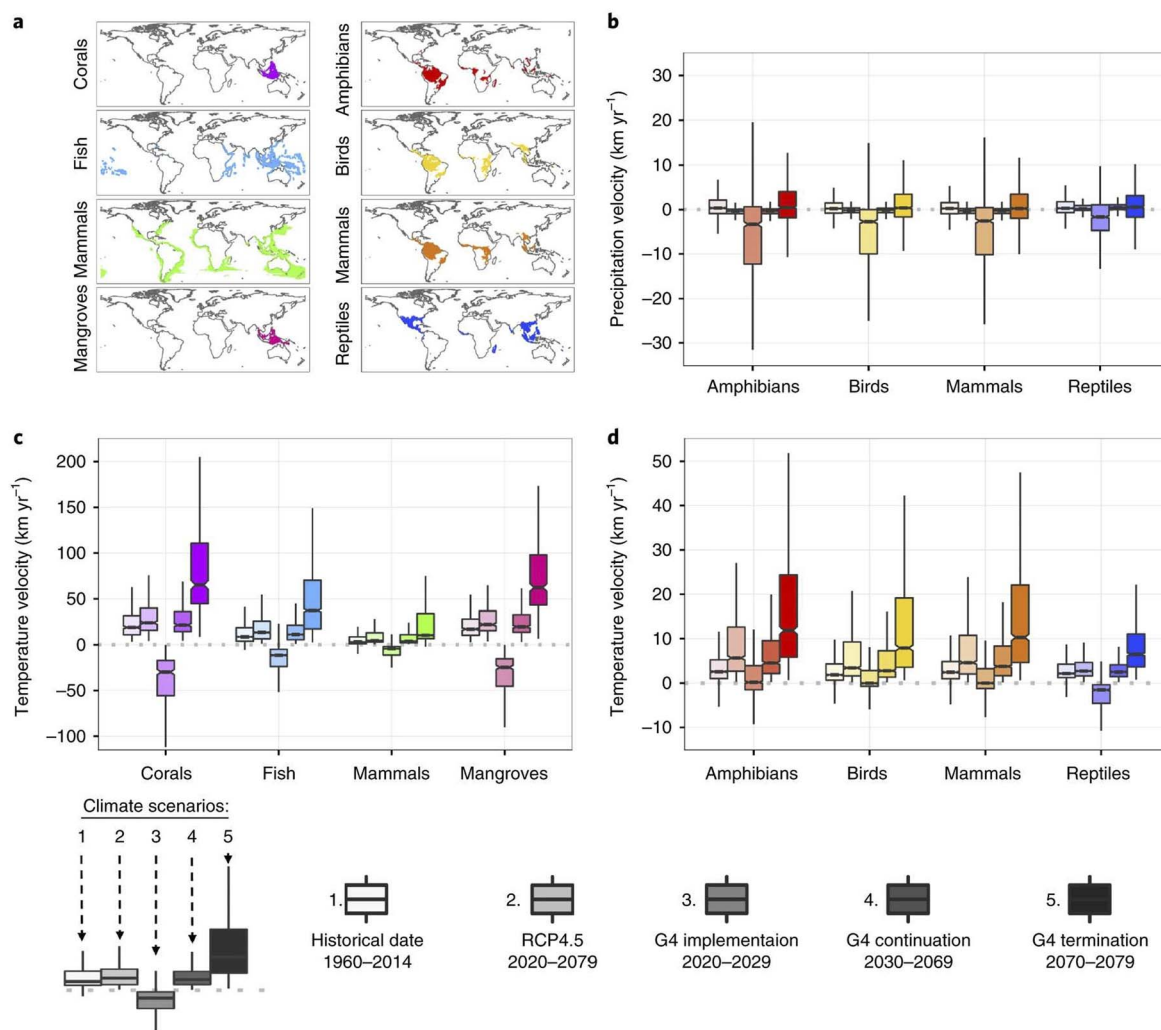 a
Corals
Fish
Mammals
Mangroves
Amphibians
Birds
Mammals
Reptiles
b
Precipitation velocity (km yr⁻¹)
30
20
10
0
−10
−20
−30
Amphibians Birds Mammals Reptiles
c
Temperature velocity (km yr⁻¹)
200
150
100
50
0
−50
−100
Corals Fish Mammals Mangroves
d
Temperature velocity (km yr⁻¹)
50
40
30
20
10
0
−10
Amphibians Birds Mammals Reptiles
Climate scenarios:
1 2 3 4 5
1.
Historical date
1960–2014
2.
RCP4.5
2020–2079
3.
G4 implementaion
2020–2029
4.
G4 continuation
2030–2069
5.
G4 termination
2070–2079